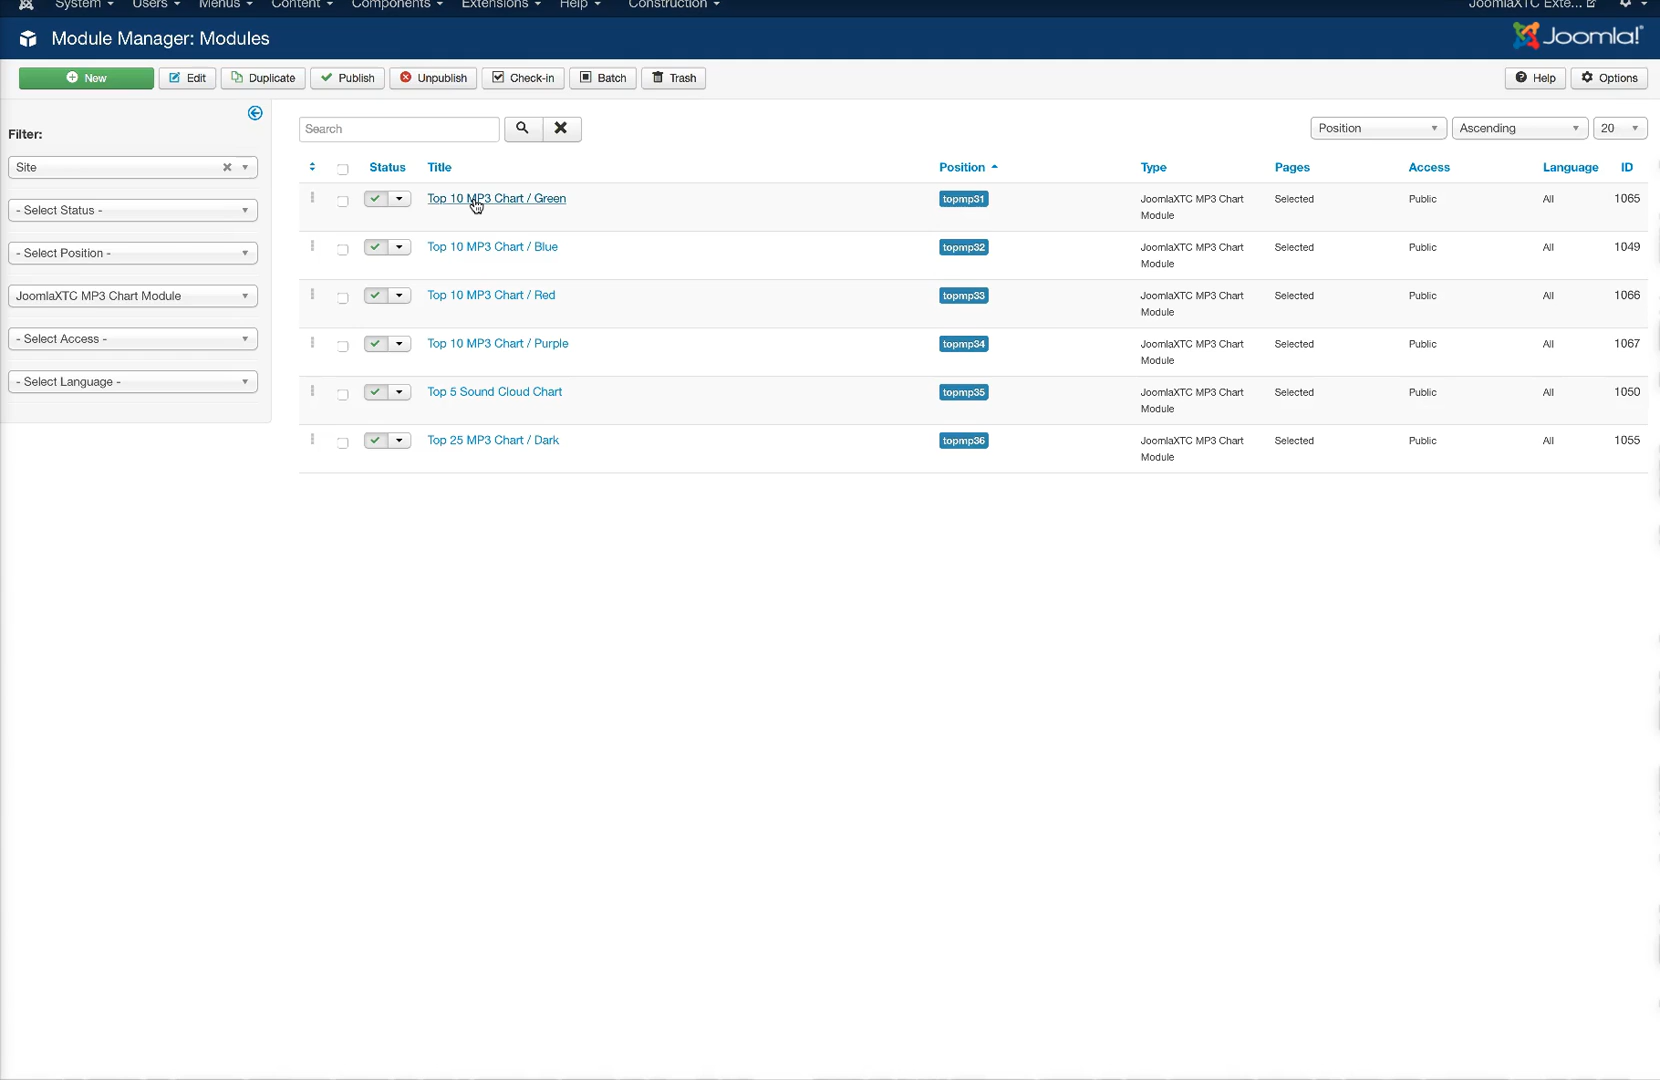 System Users Menus Content Components Extensions Help Construction JoomlaXTC Exte...
Module Manager: Modules Joomla!
New Edit Duplicate Publish Unpublish Check-in Batch Trash Help Options
Filter:
Site
- Select Status -
- Select Position -
JoomlaXTC MP3 Chart Module
- Select Access -
- Select Language -
Search Position Ascending 20
Status Title Position Type Pages Access Language ID
Top 10 MP3 Chart / Green topmp31 JoomlaXTC MP3 Chart Selected Public All 1065
Module
Top 10 MP3 Chart / Blue topmp32 JoomlaXTC MP3 Chart Selected Public All 1049
Module
Top 10 MP3 Chart / Red topmp33 JoomlaXTC MP3 Chart Selected Public All 1066
Module
Top 10 MP3 Chart / Purple topmp34 JoomlaXTC MP3 Chart Selected Public All 1067
Module
Top 5 Sound Cloud Chart topmp35 JoomlaXTC MP3 Chart Selected Public All 1050
Module
Top 25 MP3 Chart / Dark topmp36 JoomlaXTC MP3 Chart Selected Public All 1055
Module